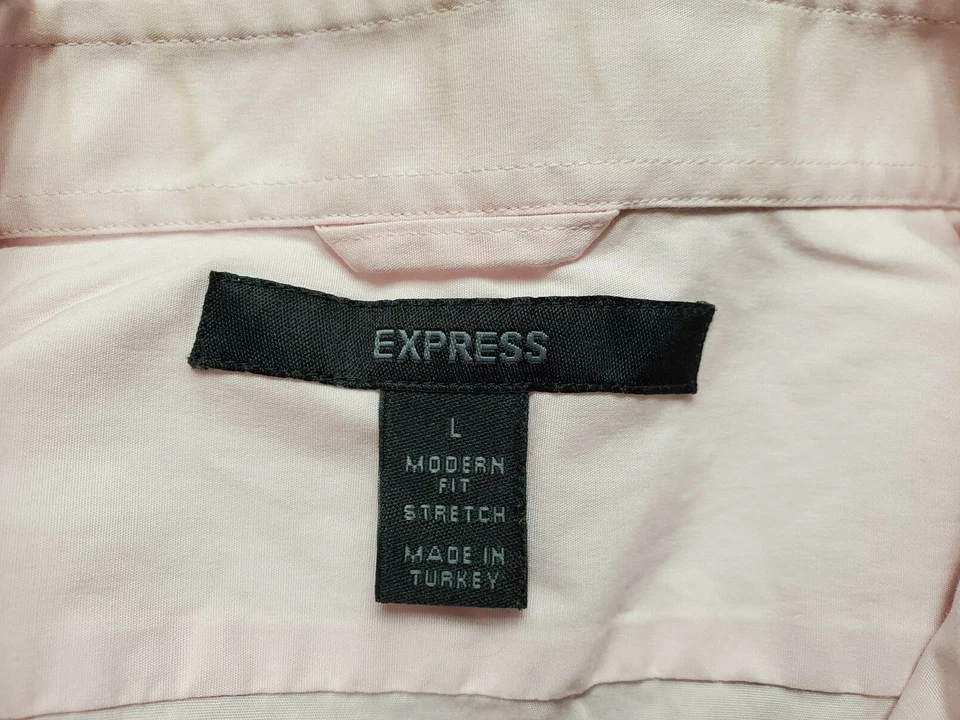 EXPRESS
L
MODERN
FIT
STRETCH
MADE IN
TURKEY